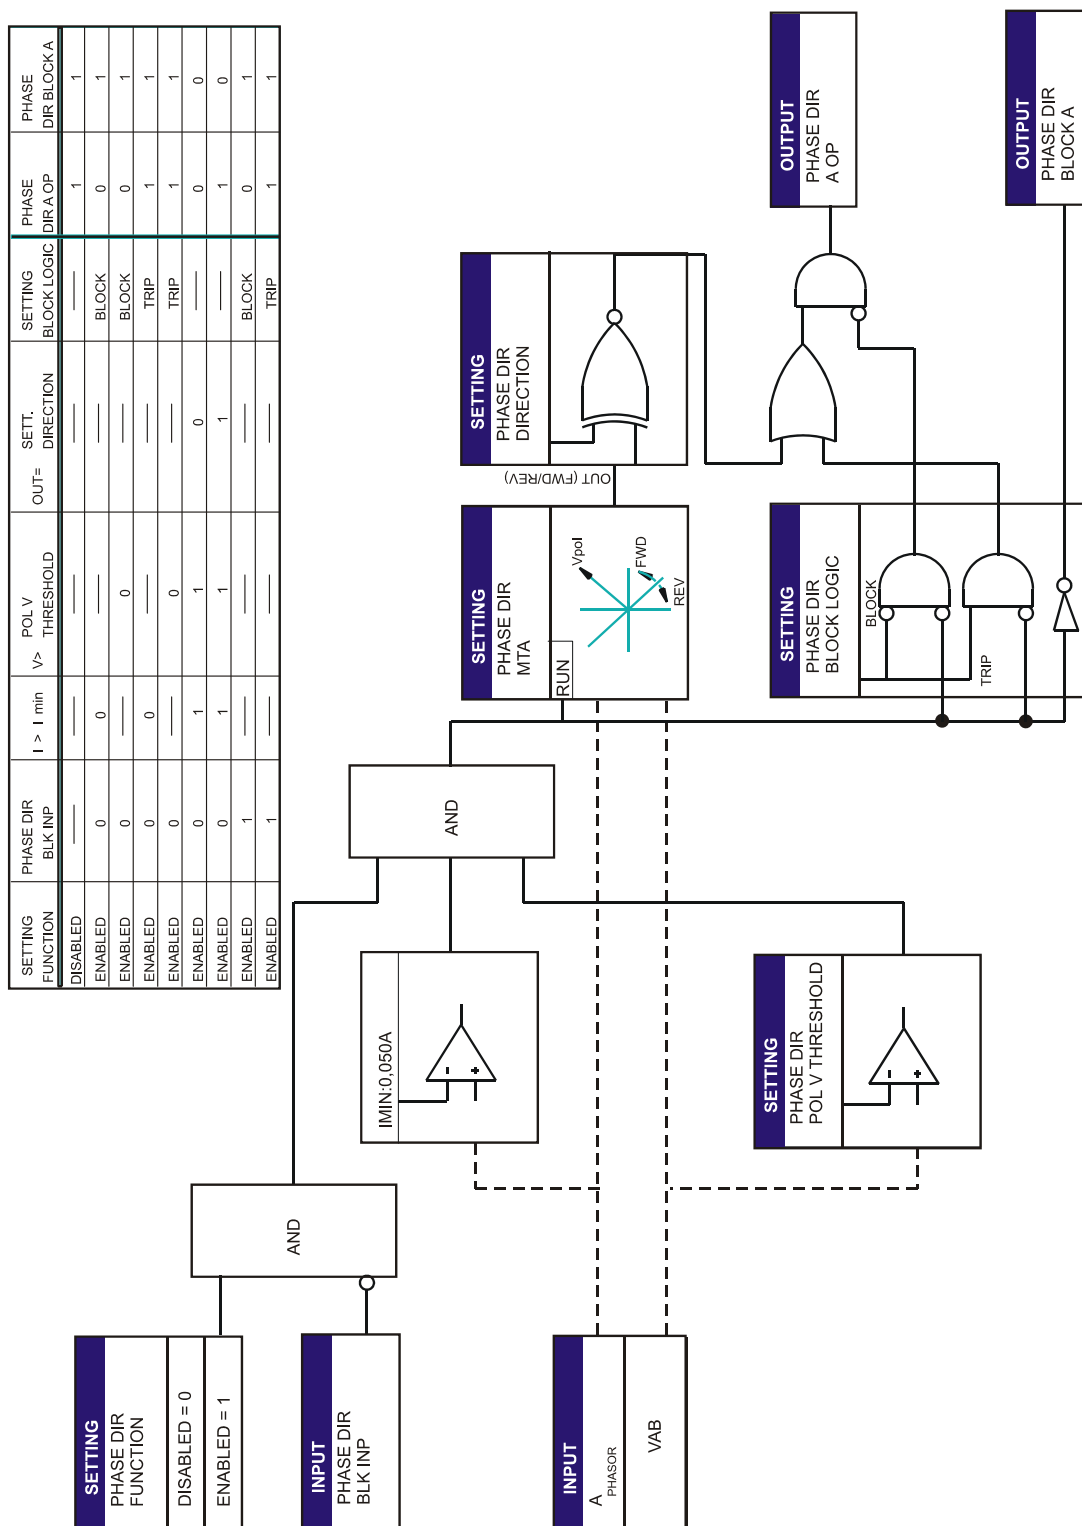 SETTING PHASE DIR POL V SETT. SETTING PHASE PHASE
FUNCTION BLK INP I > I min V> THRESHOLD OUT= DIRECTION BLOCK LOGIC DIR A OP DIR BLOCK A
DISABLED — — — — — 1 1
ENABLED 0 0 — — BLOCK 0 1
ENABLED 0 — 0 — BLOCK 0 1
ENABLED 0 0 — — TRIP 1 1
ENABLED 0 — 0 — TRIP 1 1
ENABLED 0 1 1 0 — 0 0
ENABLED 0 1 1 1 — 1 0
ENABLED 1 — — — BLOCK 0 1
ENABLED 1 — — — TRIP 1 1
SETTING
PHASE DIR
FUNCTION
DISABLED = 0
ENABLED = 1
INPUT
PHASE DIR
BLK INP
AND
IMIN:0,050A
-
+
AND
INPUT
A PHASOR
VAB
SETTING
PHASE DIR
POL V THRESHOLD
-
+
SETTING
PHASE DIR
MTA
RUN
Vpol
FWD
REV
OUT (FWD/REV)
SETTING
PHASE DIR
DIRECTION
SETTING
PHASE DIR
BLOCK LOGIC
BLOCK
TRIP
OUTPUT
PHASE DIR
A OP
OUTPUT
PHASE DIR
BLOCK A